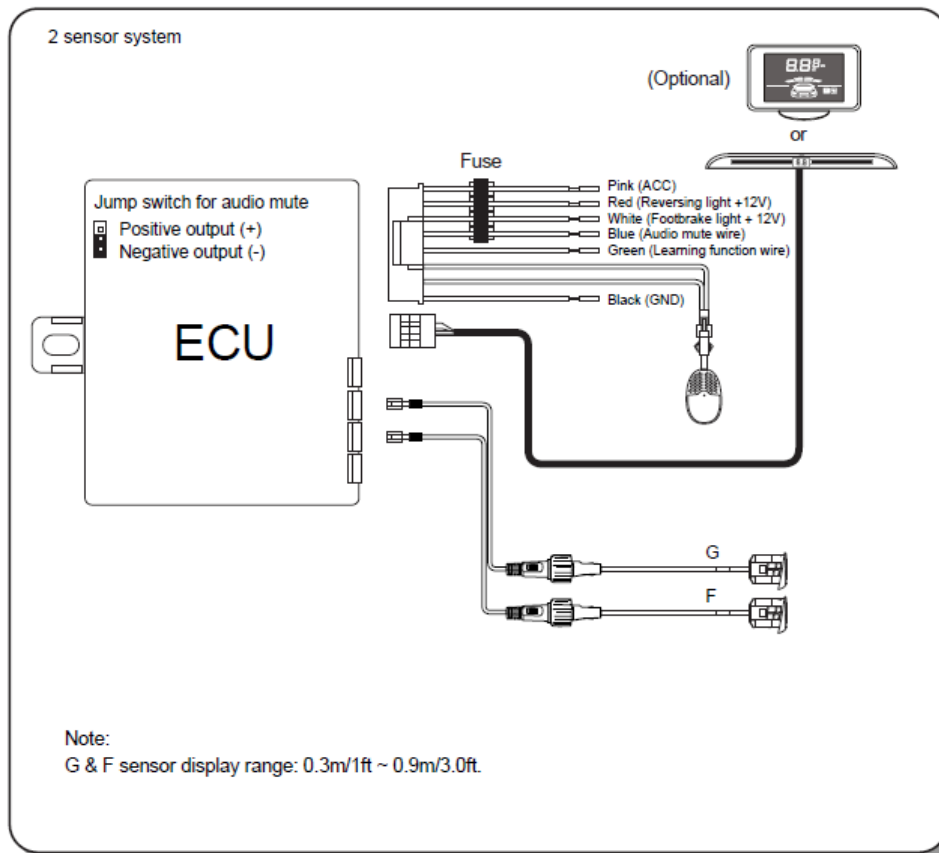 2 sensor system
(Optional)
or
Fuse
Pink (ACC)
Red (Reversing light +12V)
White (Footbrake light + 12V)
Blue (Audio mute wire)
Green (Learning function wire)
Black (GND)
Jump switch for audio mute
Positive output (+)
Negative output (-)
ECU
G
F
Note:
G & F sensor display range: 0.3m/1ft ~ 0.9m/3.0ft.